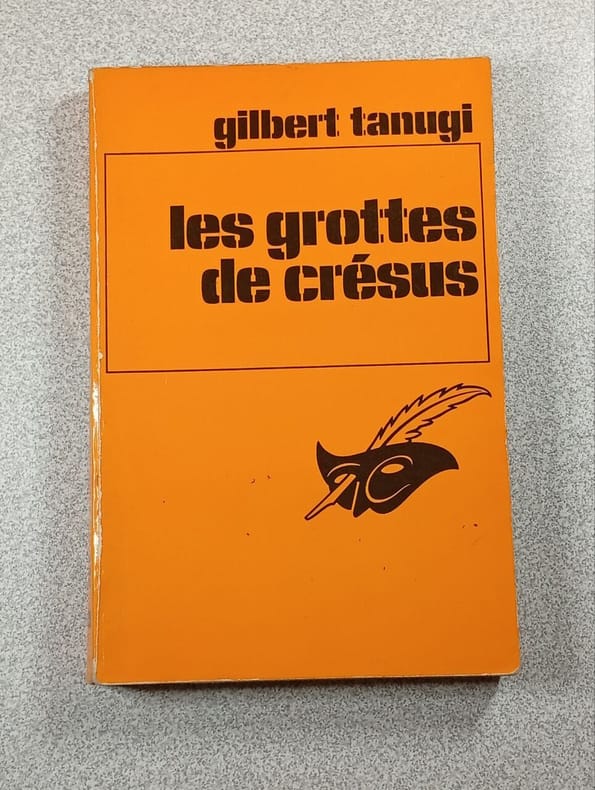 gilbert tanugi
les grottes
de crésus